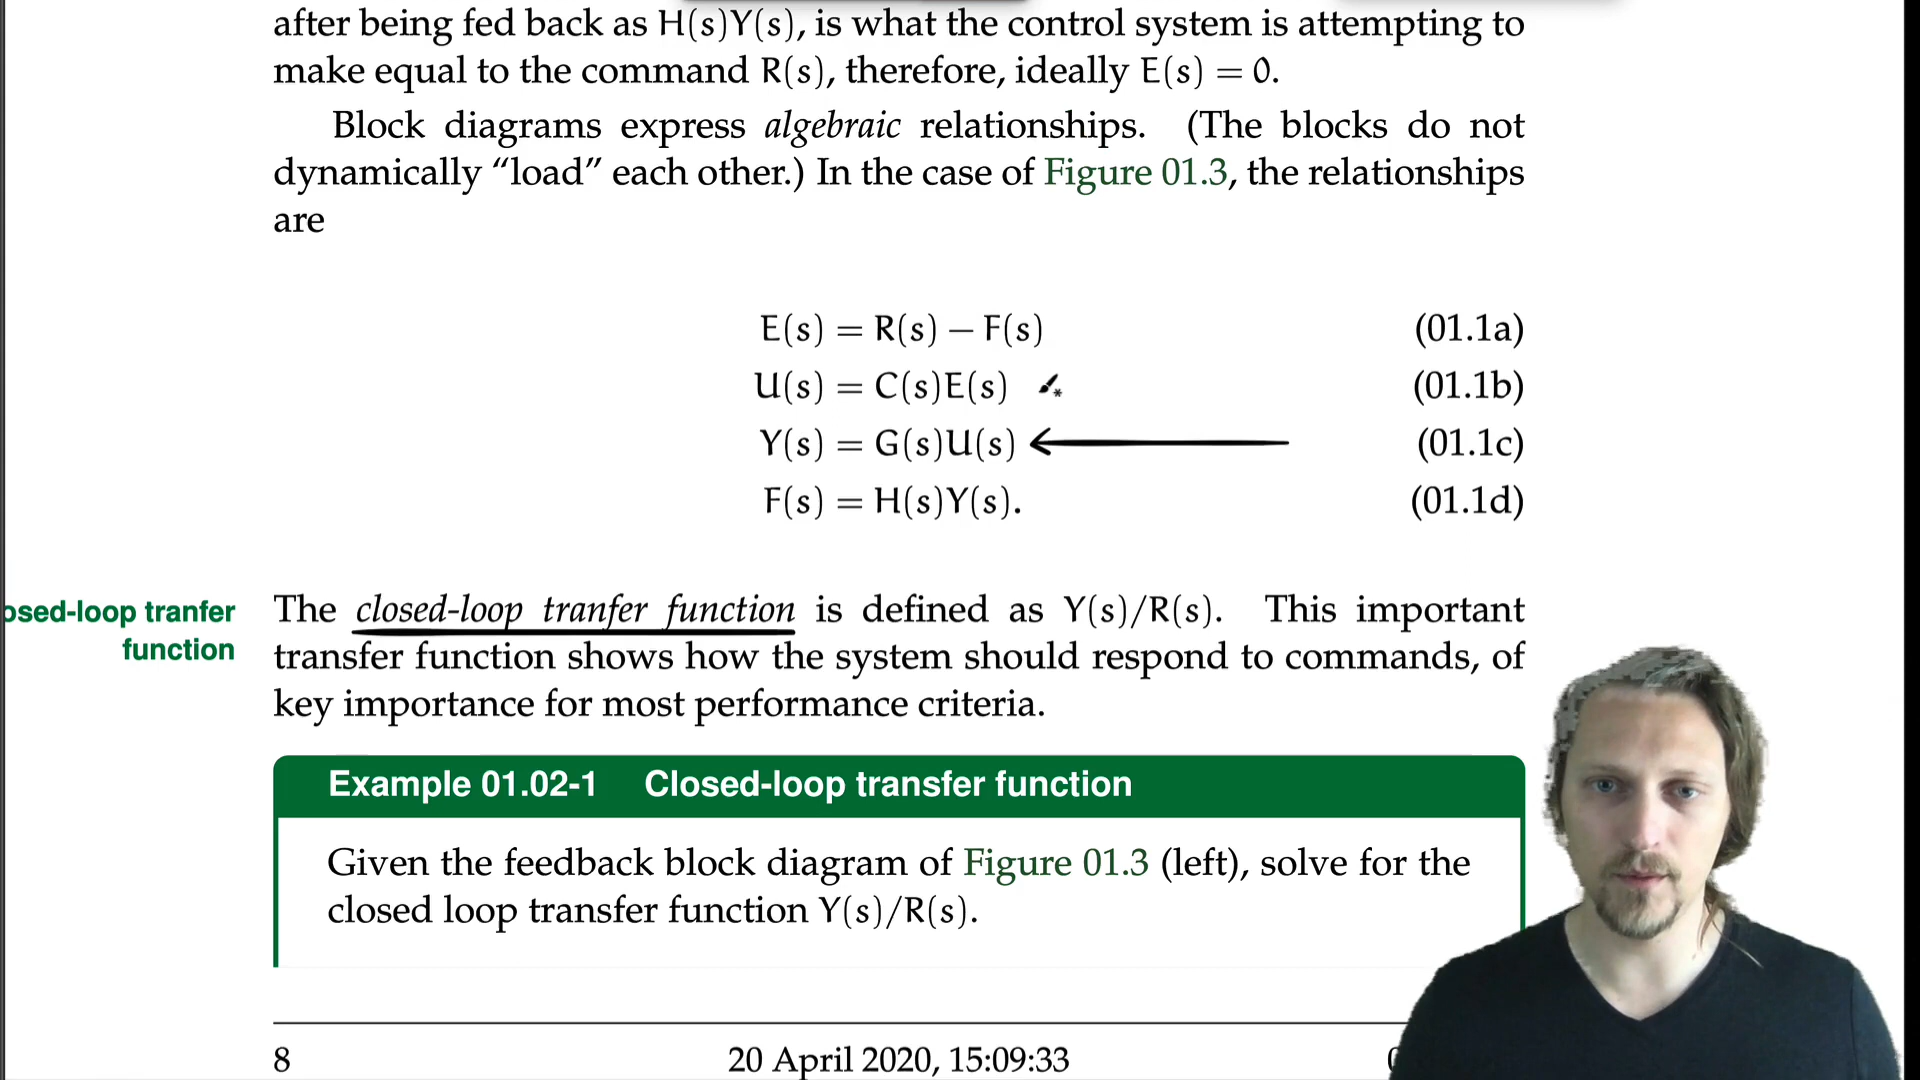 after being fed back as H(s)Y(s), is what the control system is attempting to
make equal to the command R(s), therefore, ideally E(s) = 0.
Block diagrams express algebraic relationships. (The blocks do not
dynamically “load” each other.) In the case of Figure 01.3, the relationships
are
E(s) = R(s) − F(s) (01.1a)
U(s) = C(s)E(s) (01.1b)
Y(s) = G(s)U(s) (01.1c)
F(s) = H(s)Y(s). (01.1d)
osed-loop tranfer
function
The closed-loop tranfer function is defined as Y(s)/R(s). This important
transfer function shows how the system should respond to commands, of
key importance for most performance criteria.
Example 01.02-1 Closed-loop transfer function
Given the feedback block diagram of Figure 01.3 (left), solve for the
closed loop transfer function Y(s)/R(s).
8 20 April 2020, 15:09:33